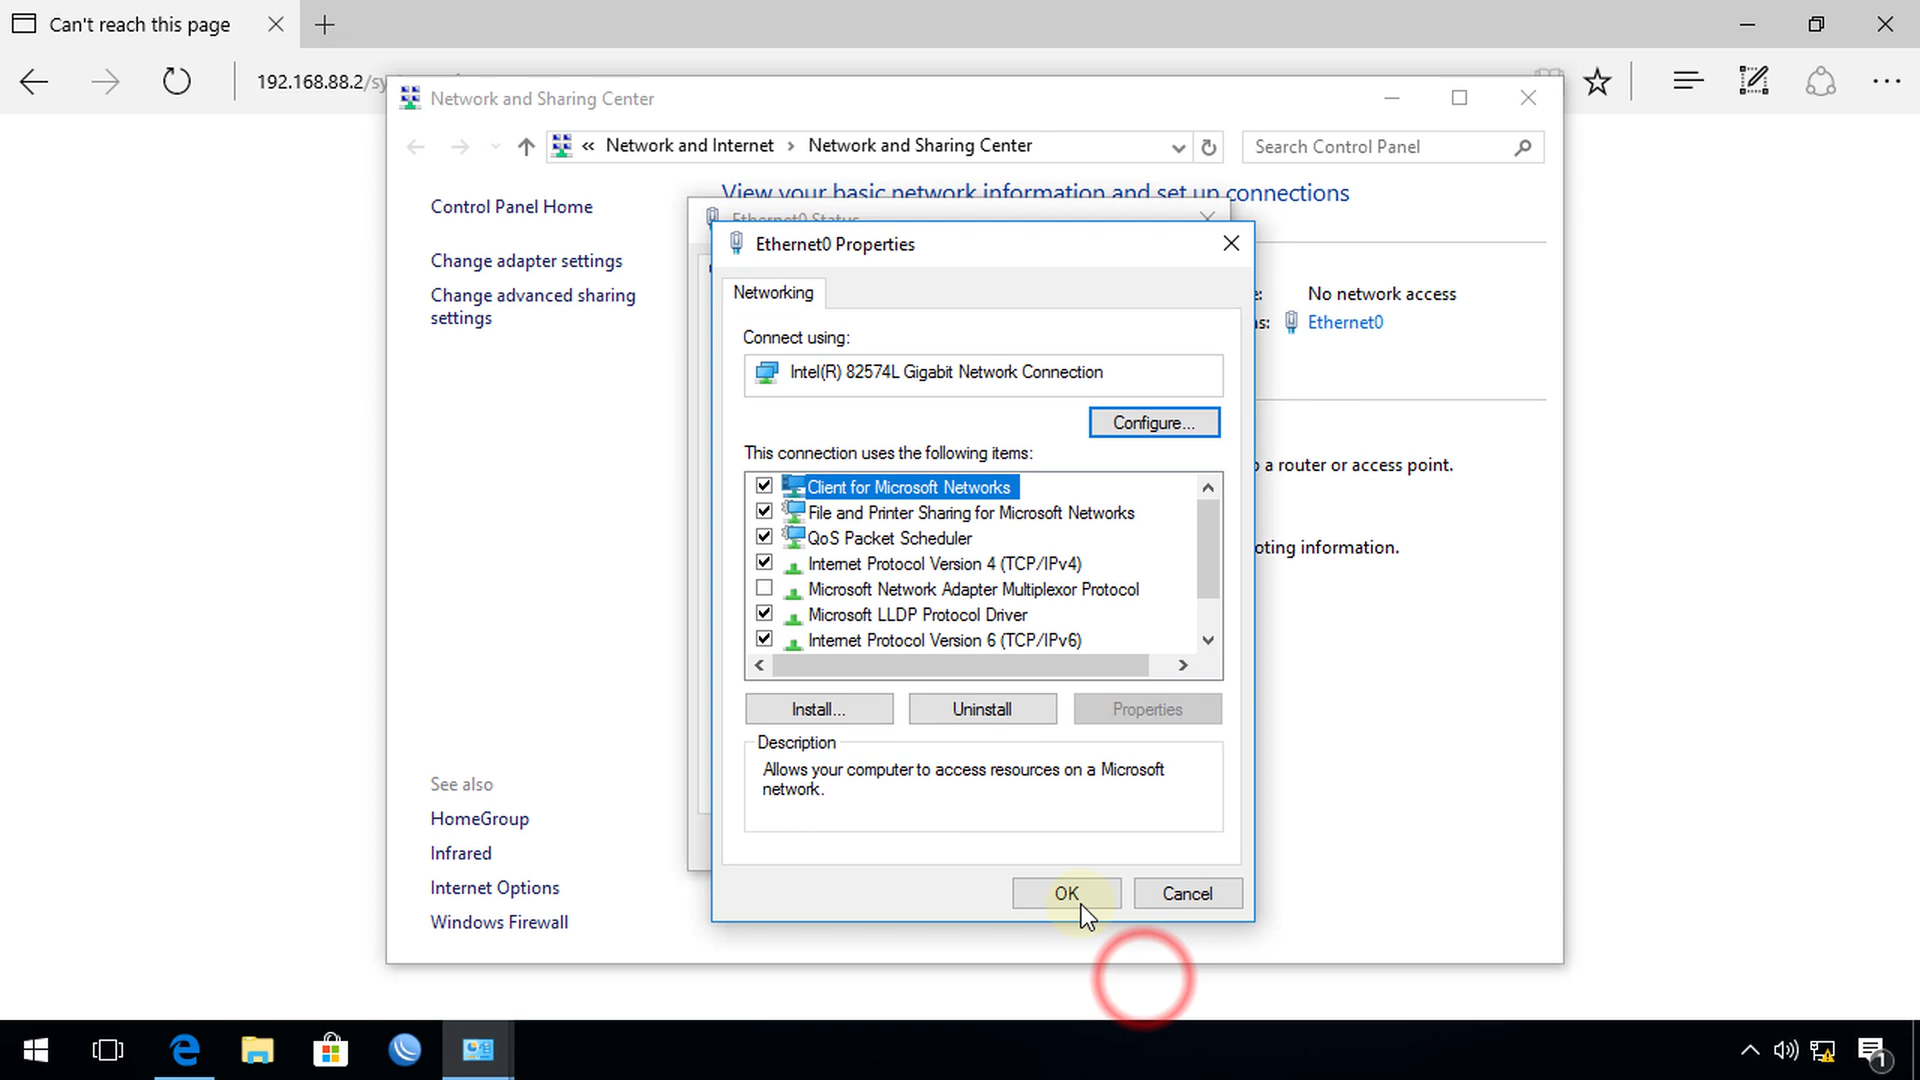 Can't reach this page
192.168.88.2/sy
Network and Sharing Center
« Network and Internet > Network and Sharing Center
Search Control Panel
View your basic network information and set up connections
Control Panel Home
Change adapter settings
Change advanced sharing
settings
See also
HomeGroup
Infrared
Internet Options
Windows Firewall
Ethernet0 Status
e:
No network access
ns:
Ethernet0
o a router or access point.
oting information.
Ethernet0 Properties
Networking
Connect using:
Intel(R) 82574L Gigabit Network Connection
Configure...
This connection uses the following items:
Client for Microsoft Networks
File and Printer Sharing for Microsoft Networks
QoS Packet Scheduler
Internet Protocol Version 4 (TCP/IPv4)
Microsoft Network Adapter Multiplexor Protocol
Microsoft LLDP Protocol Driver
Internet Protocol Version 6 (TCP/IPv6)
Install...
Uninstall
Properties
Description
Allows your computer to access resources on a Microsoft
network.
OK
Cancel
1